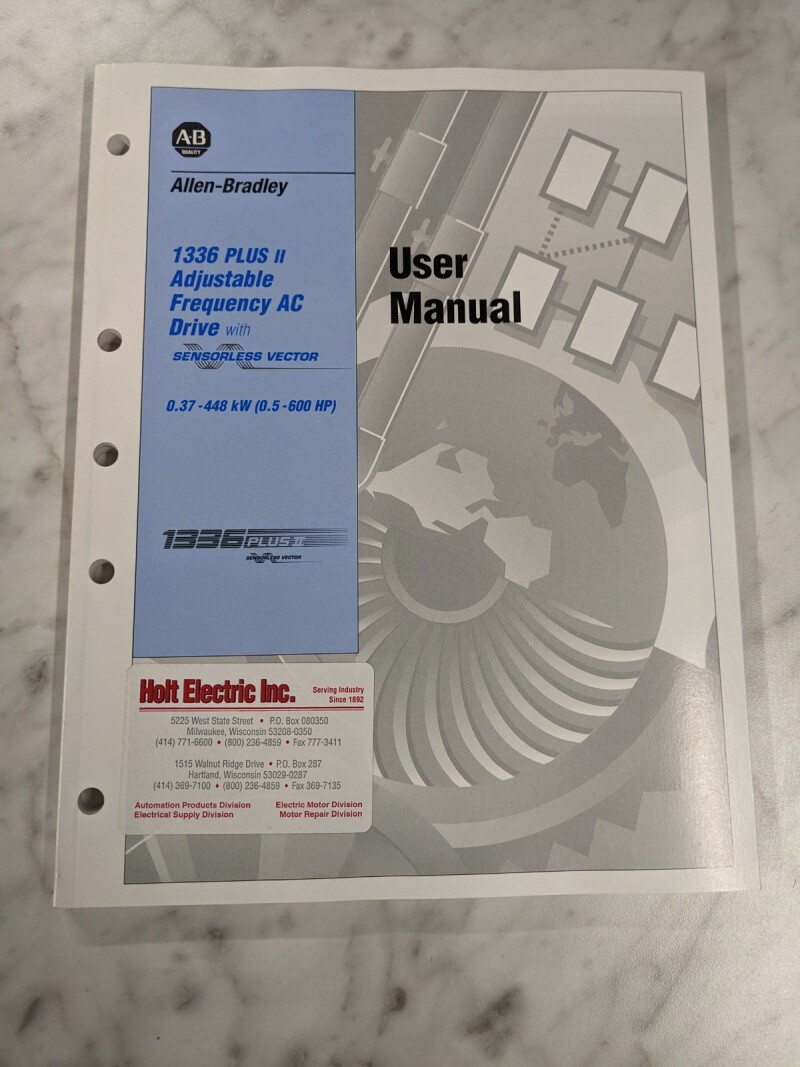 A-B
QUALITY
Allen-Bradley
1336 PLUS II
Adjustable
Frequency AC
Drive with
SENSORLESS VECTOR
0.37 - 448 kW (0.5 - 600 HP)
User
Manual
1336 PLUS II
SENSORLESS VECTOR
Holt Electric Inc. Serving Industry
Since 1892
5225 West State Street • P.O. Box 080350
Milwaukee, Wisconsin 53208-0350
(414) 771-6600 • (800) 236-4859 • Fax 777-3411
1515 Walnut Ridge Drive • P.O. Box 287
Hartland, Wisconsin 53029-0287
(414) 369-7100 • (800) 236-4859 • Fax 369-7135
Automation Products Division Electric Motor Division
Electrical Supply Division Motor Repair Division